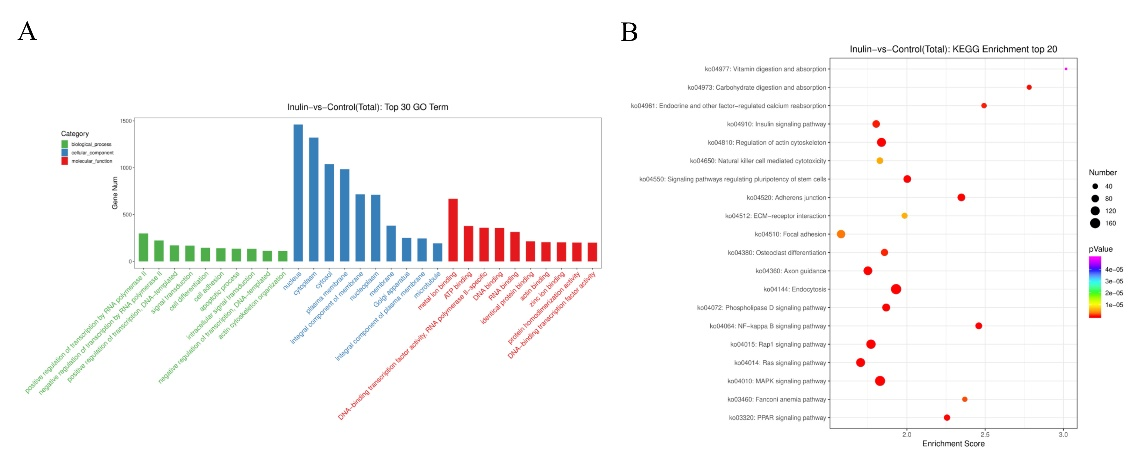 A
Inulin-vs-Control(Total): Top 30 GO Term
Category
biological_process
cellular_component
molecular_function
Gene Num
1500
1000
500
0
positive regulation of transcription by RNA polymerase II
negative regulation of transcription by RNA polymerase II
positive regulation of transcription, DNA-templated
signal transduction
cell differentiation
cell adhesion
apoptotic process
intracellular signal transduction
negative regulation of transcription, DNA-templated
actin cytoskeleton organization
nucleus
cytoplasm
cytosol
plasma membrane
integral component of membrane
nucleoplasm
membrane
Golgi apparatus
integral component of plasma membrane
microtubule
metal ion binding
ATP binding
DNA-binding transcription factor activity, RNA polymerase II-specific
DNA binding
RNA binding
identical protein binding
actin binding
zinc ion binding
protein homodimerization activity
DNA-binding transcription factor activity
B
Inulin-vs-Control(Total): KEGG Enrichment top 20
ko04977: Vitamin digestion and absorption
ko04973: Carbohydrate digestion and absorption
ko04961: Endocrine and other factor-regulated calcium reabsorption
ko04910: Insulin signaling pathway
ko04810: Regulation of actin cytoskeleton
ko04650: Natural killer cell mediated cytotoxicity
ko04550: Signaling pathways regulating pluripotency of stem cells
ko04520: Adherens junction
ko04512: ECM-receptor interaction
ko04510: Focal adhesion
ko04380: Osteoclast differentiation
ko04360: Axon guidance
ko04144: Endocytosis
ko04072: Phospholipase D signaling pathway
ko04064: NF-kappa B signaling pathway
ko04015: Rap1 signaling pathway
ko04014: Ras signaling pathway
ko04010: MAPK signaling pathway
ko03460: Fanconi anemia pathway
ko03320: PPAR signaling pathway
2.0
2.5
3.0
Enrichment Score
Number
40
80
120
160
pValue
4e-05
3e-05
2e-05
1e-05